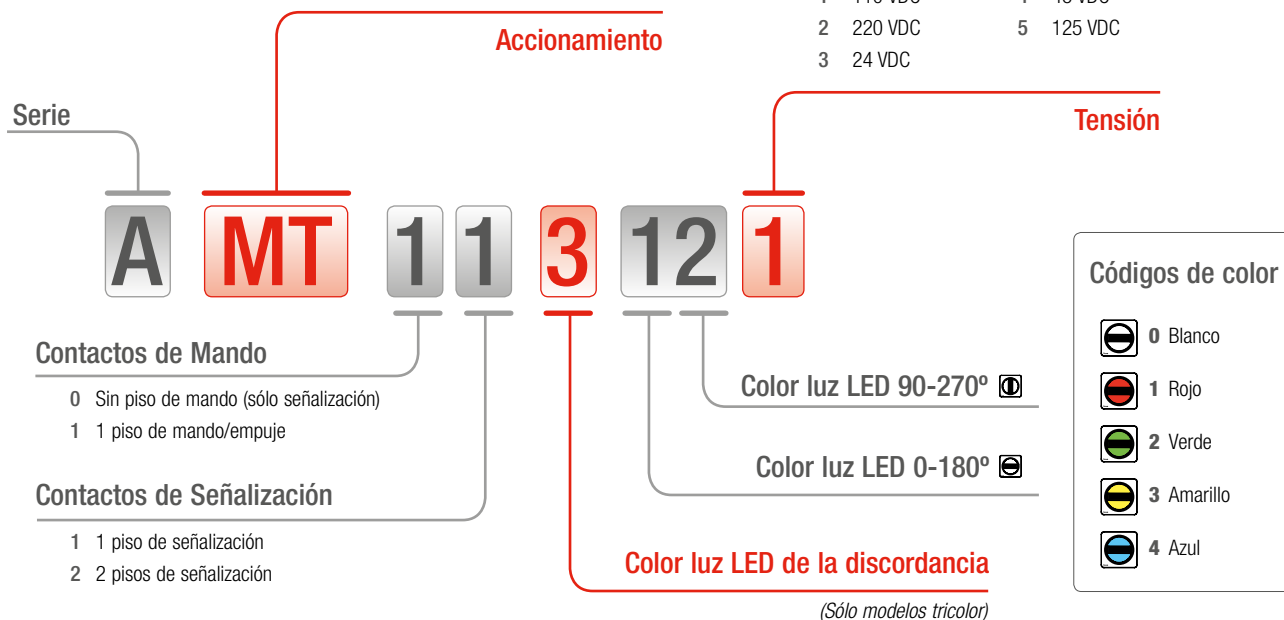 2 220 VDC 5 125 VDC
3 24 VDC
Accionamiento
Serie
Tensión
A MT 1 1 3 12 1
Contactos de Mando
0 Sin piso de mando (sólo señalización)
1 1 piso de mando/empuje
Contactos de Señalización
1 1 piso de señalización
2 2 pisos de señalización
Color luz LED 90-270º
Color luz LED 0-180º
Color luz LED de la discordancia
(Sólo modelos tricolor)
Códigos de color
0 Blanco
1 Rojo
2 Verde
3 Amarillo
4 Azul